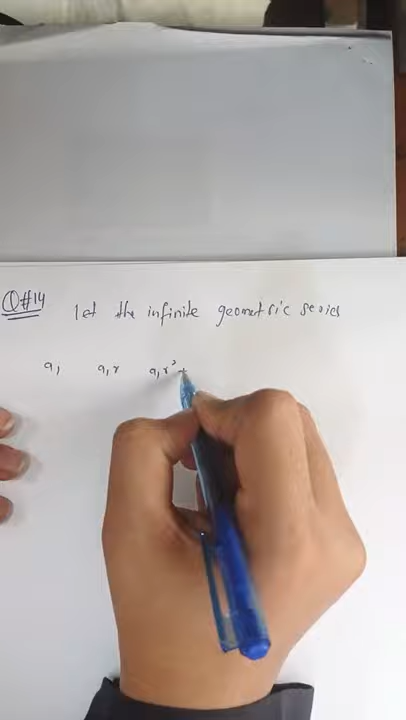 Q#14 let the infinite geometric series
a₁ a₁r a₁r² +